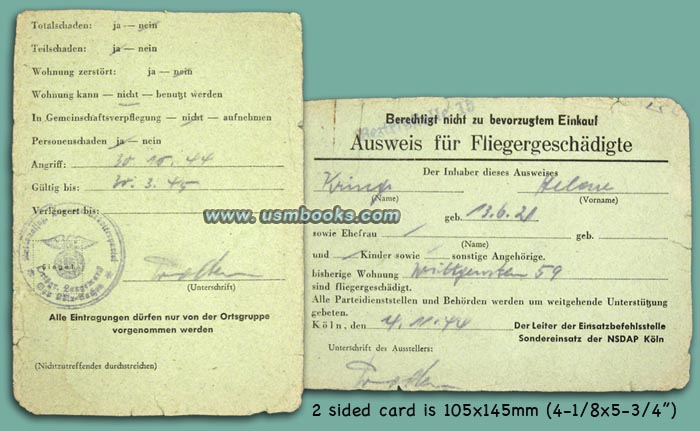 Totalschaden: ja — nein
Teilschaden: ja — nein
Wohnung zerstört: ja — nein
Wohnung kann — nicht — benutzt werden
In Gemeinschaftsverpflegung — nicht — aufnehmen
Personenschaden ja — nein
Angriff: 30.10.44
Gültig bis: 30.3.45
Verlängert bis:
(Siegel)
(Unterschrift)
Alle Eintragungen dürfen nur von der Ortsgruppe
vorgenommen werden
(Nichtzutreffendes durchstreichen)
Berechtigt nicht zu bevorzugtem Einkauf
Ausweis für Fliegergeschädigte
Der Inhaber dieses Ausweises
(Name) (Vorname)
geb. 13.6.20
sowie Ehefrau geb.
(Name)
und Kinder sowie sonstige Angehörige.
bisherige Wohnung 59
sind fliegergeschädigt.
Alle Parteidienststellen und Behörden werden um weitgehende Unterstützung
gebeten.
Köln, den 4.11.44 Der Leiter der Einsatzbefehlsstelle
Sondereinsatz der NSDAP Köln
Unterschrift des Ausstellers:
www.usmbooks.com
2 sided card is 105x145mm (4-1/8x5-3/4")